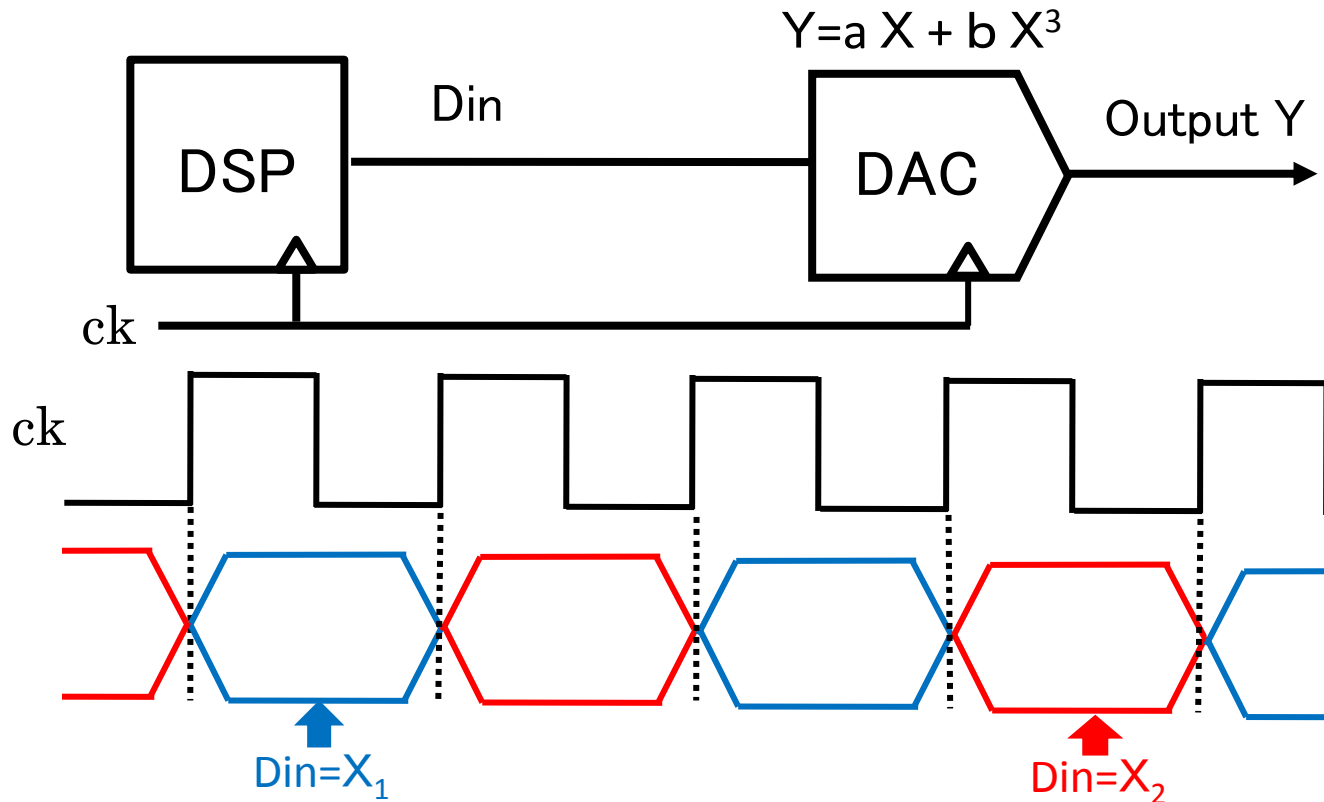 Y=a X + b X³
Din
Output Y
DSP
DAC
ck
ck
Din=X₁
Din=X₂